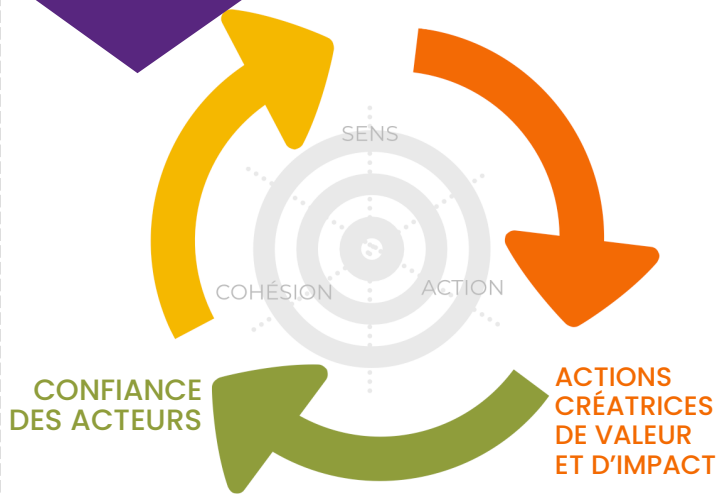 SENS
COHÉSION
ACTION
CONFIANCE
DES ACTEURS
ACTIONS
CRÉATRICES
DE VALEUR
ET D’IMPACT